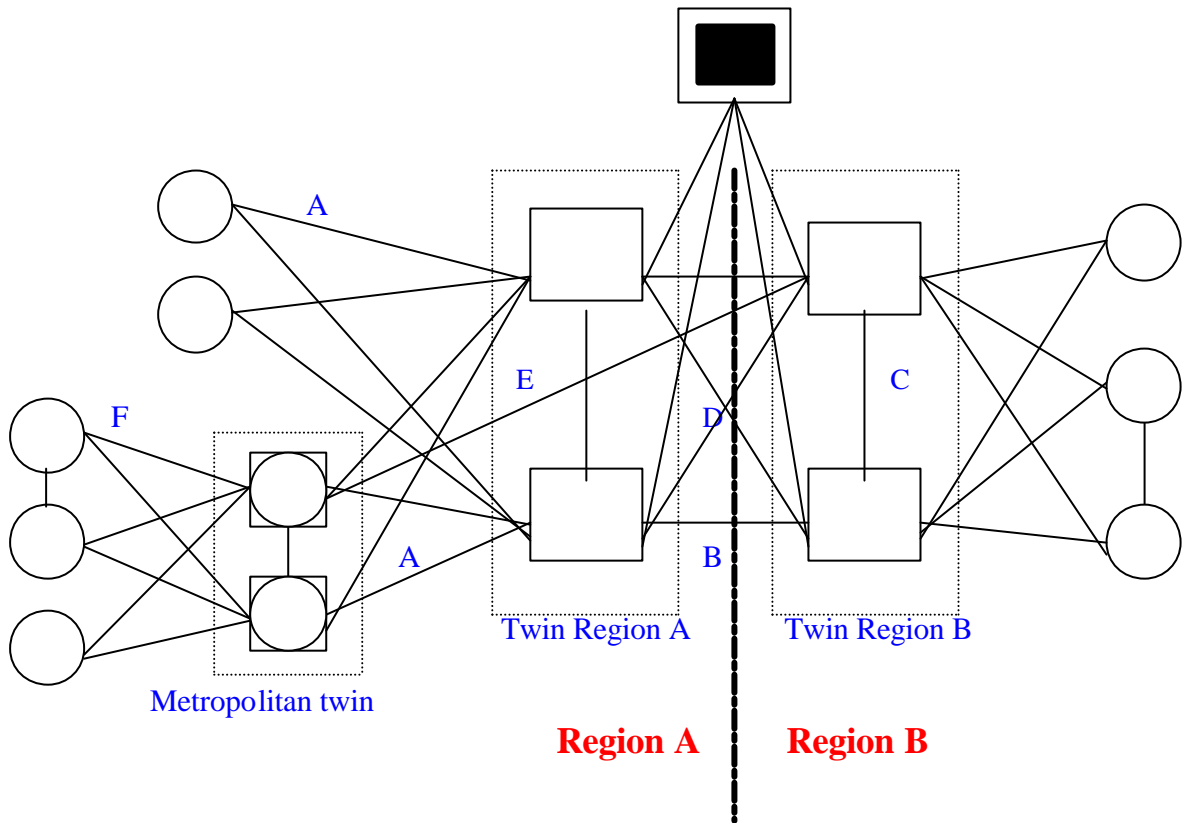 A
E
C
F
D
A
B
Twin Region A
Twin Region B
Metropolitan twin
Region A
Region B